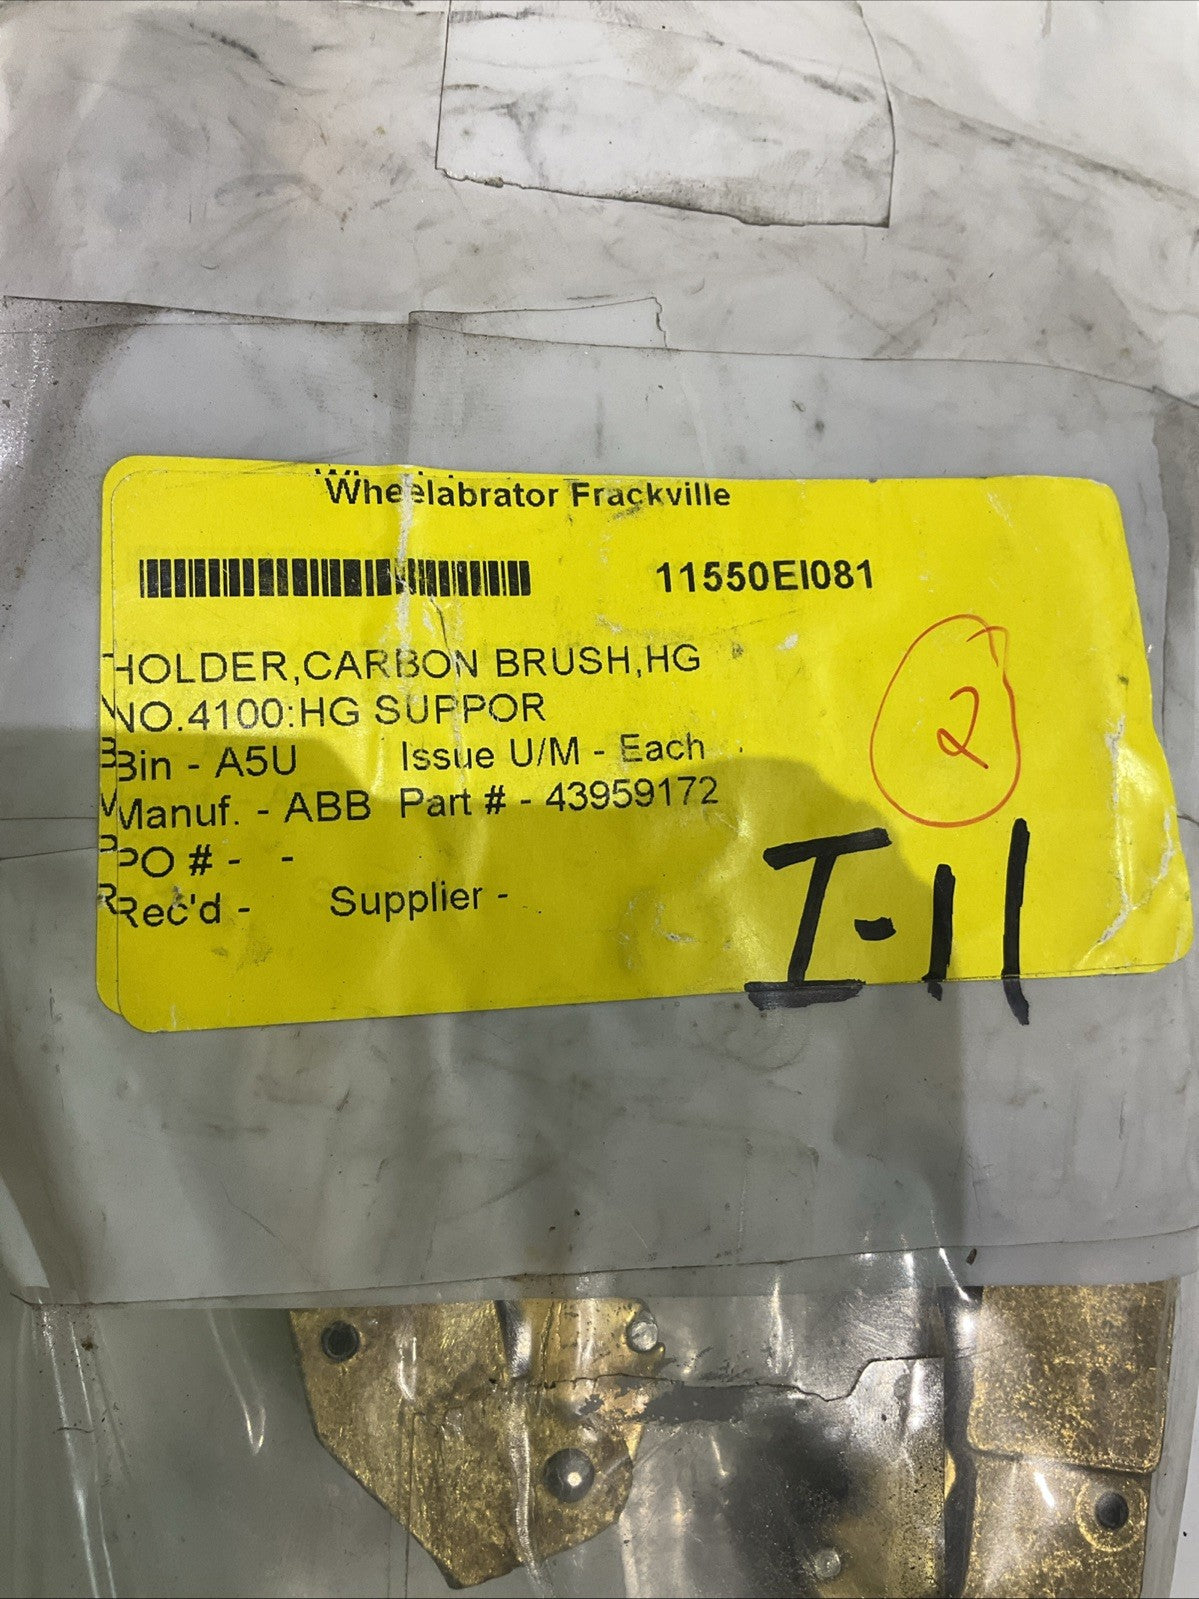 Wheelabrator Frackville
11550EI081
HOLDER,CARBON BRUSH,HG
NO.4100:HG SUPPOR
Bin - A5U Issue U/M - Each
Manuf. - ABB Part # - 43959172
PO # - -
Rec'd - Supplier -
2
I-11